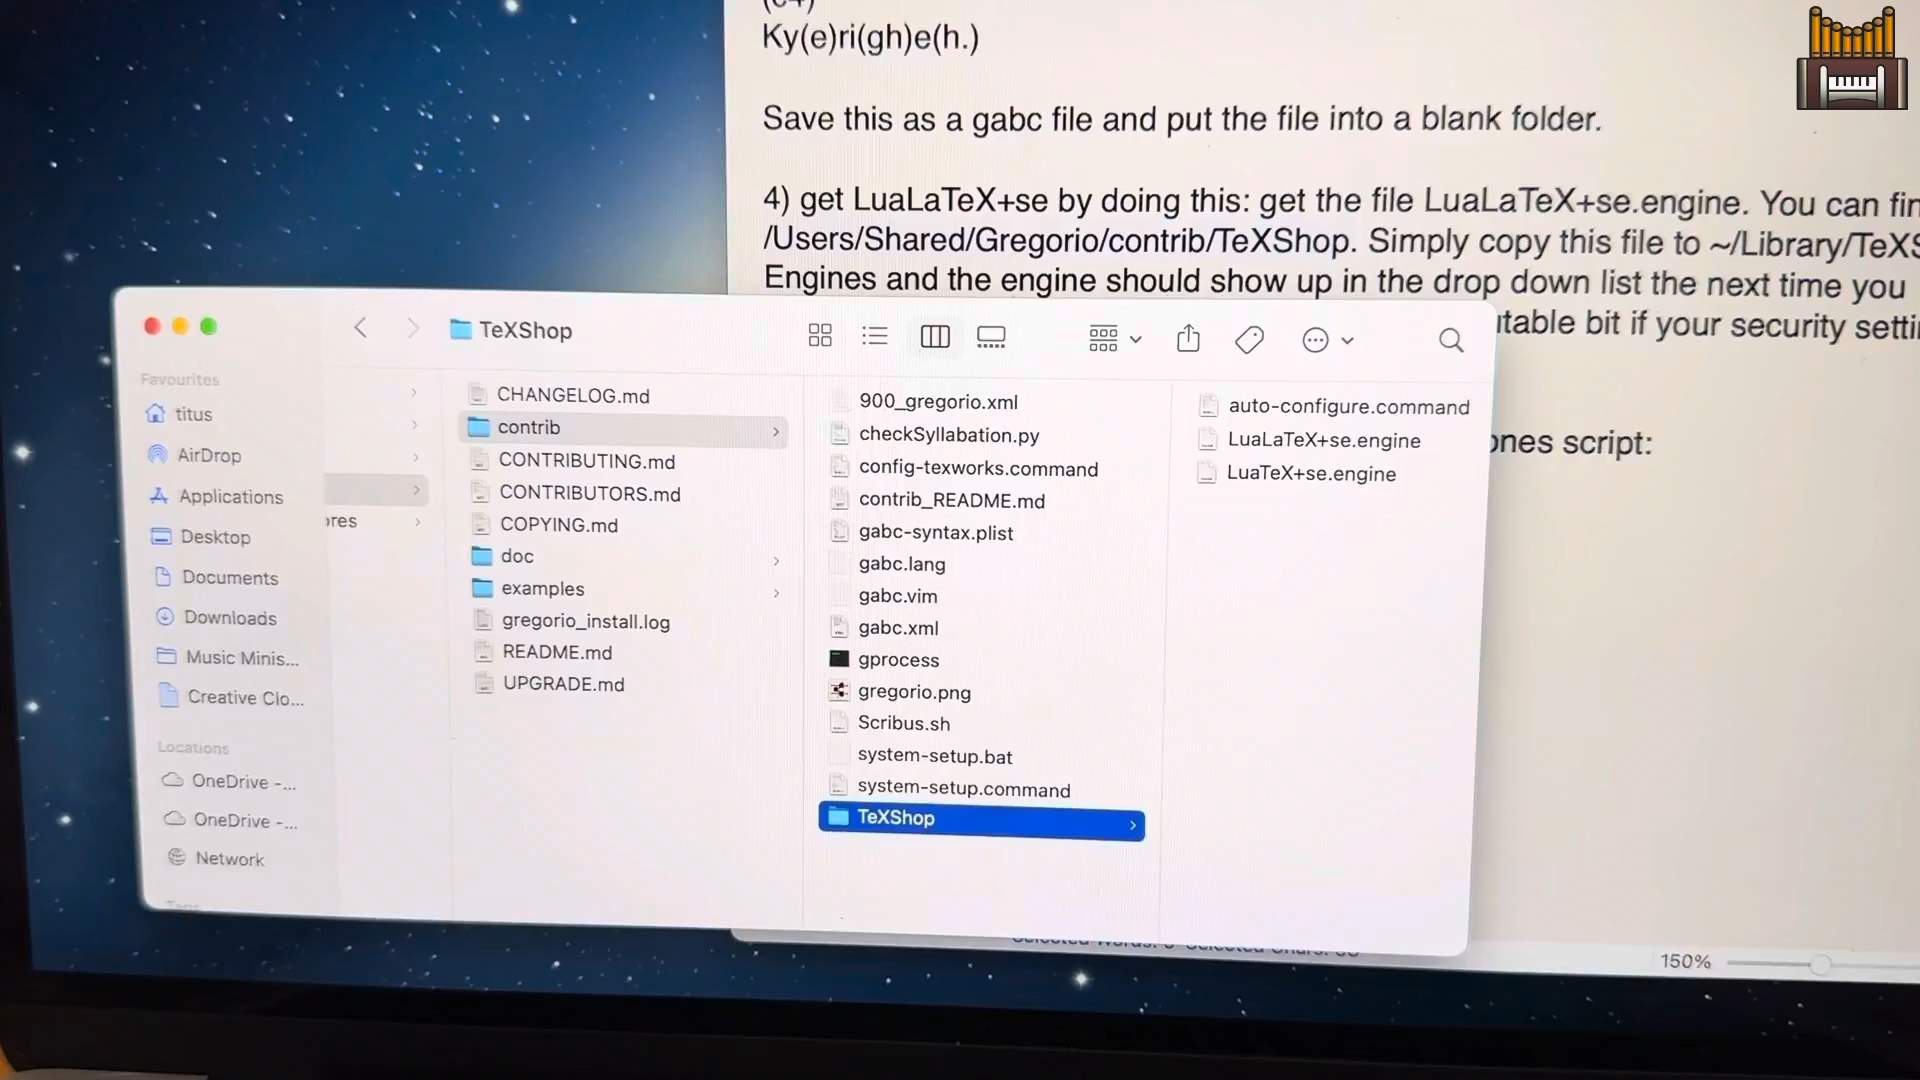 Ky(e)ri(gh)e(h.)
Save this as a gabc file and put the file into a blank folder.
4) get LuaLaTeX+se by doing this: get the file LuaLaTeX+se.engine. You can
/Users/Shared/Gregorio/contrib/TeXShop. Simply copy this file to
Engines and the engine should show up in the drop down list the next time you
bit if your security
script:
TeXShop
Favourites
titus
AirDrop
Applications
Desktop
Documents
Downloads
Music Minis...
Creative Clo...
Locations
OneDrive -...
OneDrive -...
Network
CHANGELOG.md
contrib
CONTRIBUTING.md
CONTRIBUTORS.md
COPYING.md
doc
examples
gregorio_install.log
README.md
UPGRADE.md
900_gregorio.xml
checkSyllabation.py
config-texworks.command
contrib_README.md
gabc-syntax.plist
gabc.lang
gabc.vim
gabc.xml
gprocess
gregorio.png
Scribus.sh
system-setup.bat
system-setup.command
TeXShop
auto-configure.command
LuaLaTeX+se.engine
LuaTeX+se.engine
150%